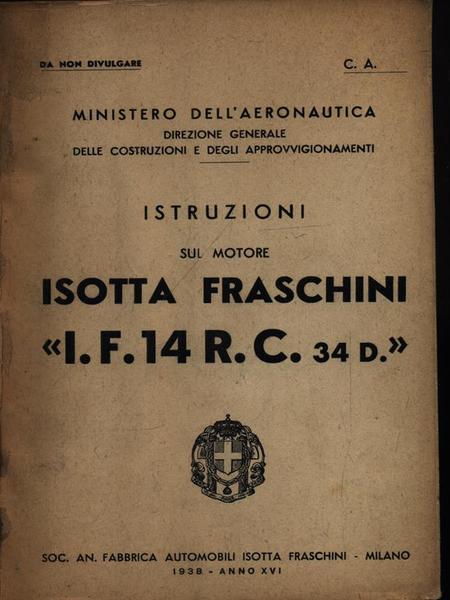 DA NON DIVULGARE
C. A.
MINISTERO DELL'AERONAUTICA
DIREZIONE GENERALE
DELLE COSTRUZIONI E DEGLI APPROVVIGIONAMENTI
ISTRUZIONI
SUL MOTORE
ISOTTA FRASCHINI
«I. F. 14 R. C. 34 D.»
SOC. AN. FABBRICA AUTOMOBILI ISOTTA FRASCHINI - MILANO
1938 - ANNO XVI